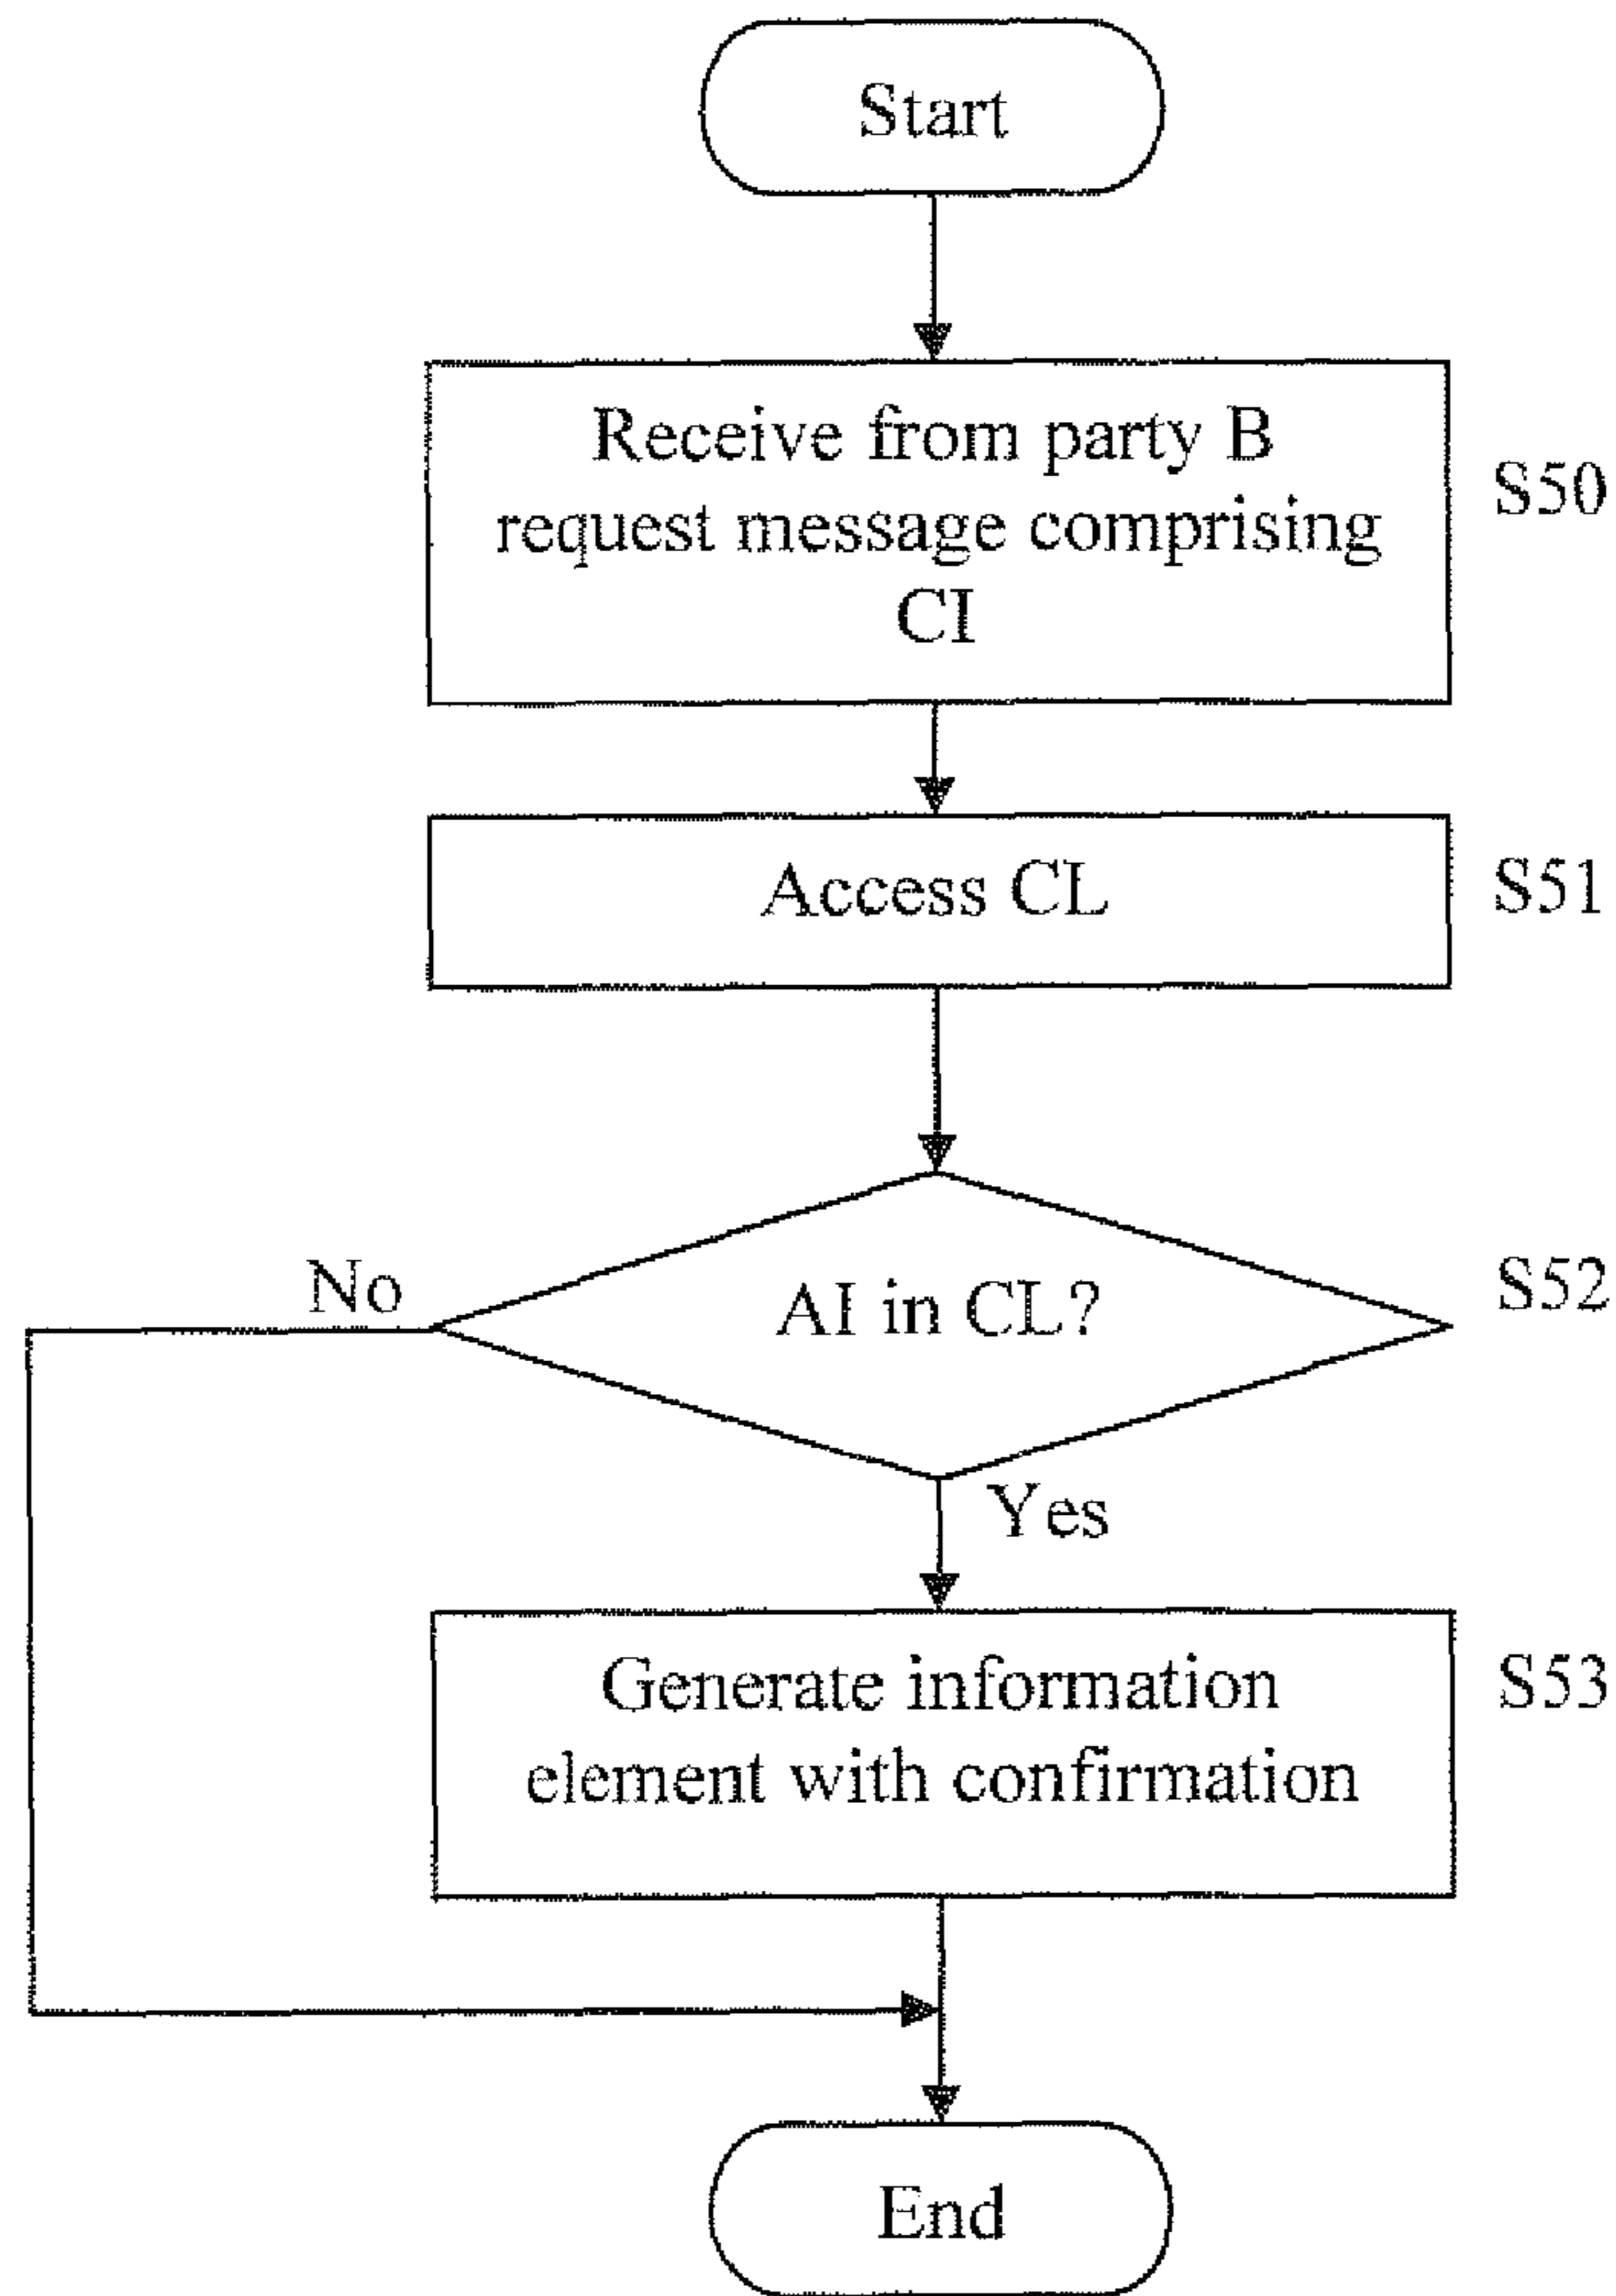 Start
Receive from party B
request message comprising
CI
S50
Access CL
S51
No
AI in CL?
S52
Yes
Generate information
element with confirmation
S53
End